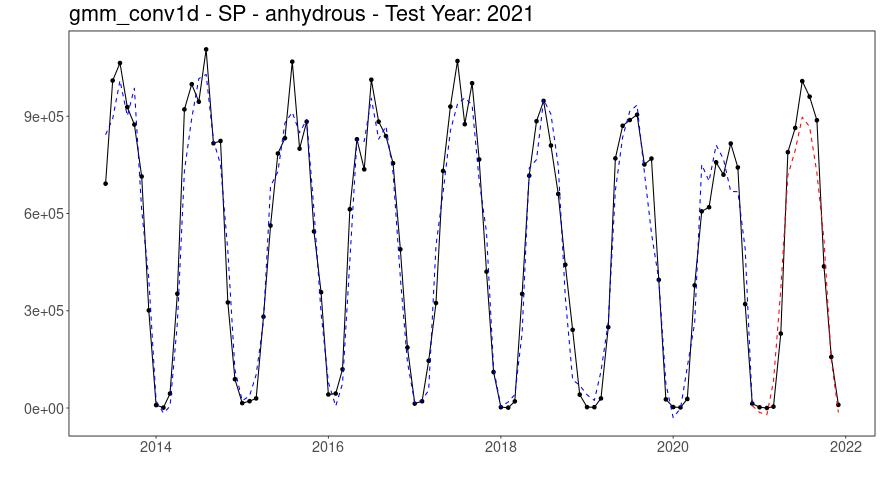 gmm_conv1d - SP - anhydrous - Test Year: 2021
9e+05
6e+05
3e+05
0e+00
2014 2016 2018 2020 2022